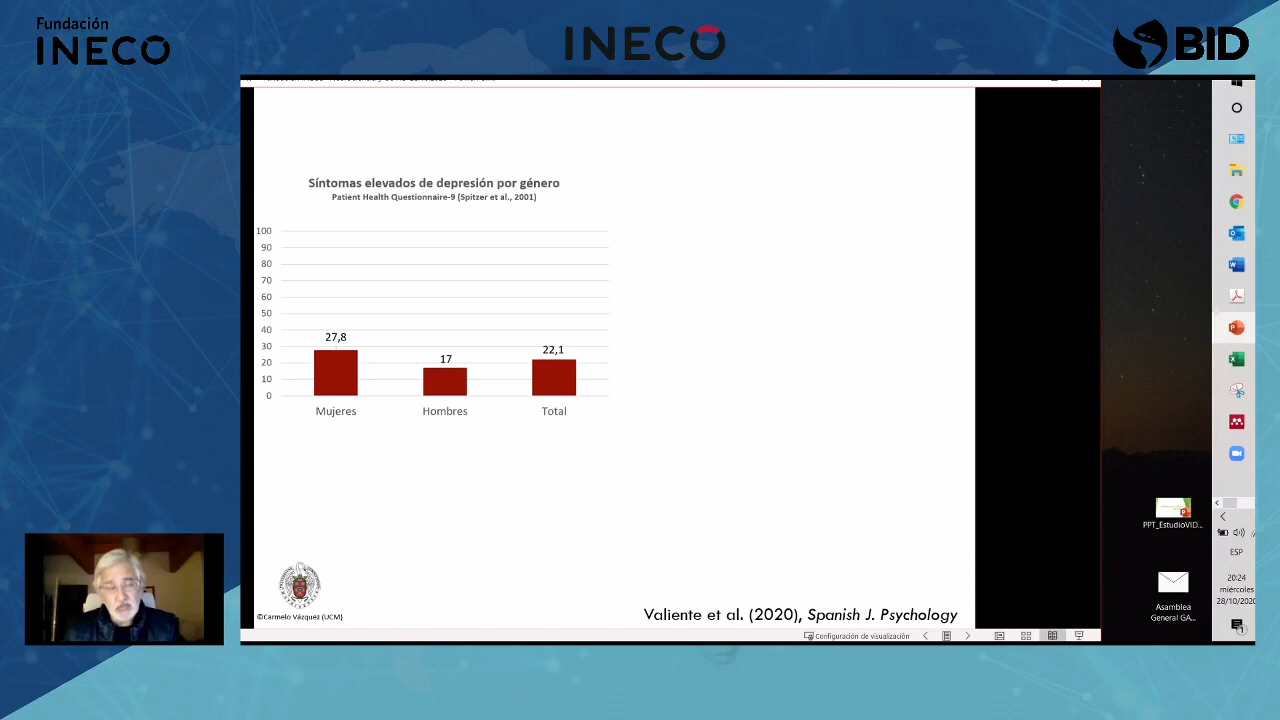 Fundación
INECO
INECO
BID
Síntomas elevados de depresión por género
Patient Health Questionnaire-9 (Spitzer et al., 2001)
100
90
80
70
60
50
40
30
20
10
0
27,8
17
22,1
Mujeres
Hombres
Total
©Carmelo Vázquez (UCM)
Valiente et al. (2020), Spanish J. Psychology
Configuración de visualización
PPT_EstudioVID...
Asamblea
General GA...
ESP
20:24
miércoles
28/10/2020